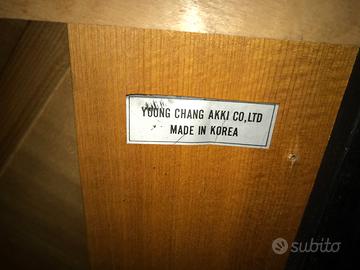 YOUNG CHANG AKKI CO,LTD
MADE IN KOREA
subito